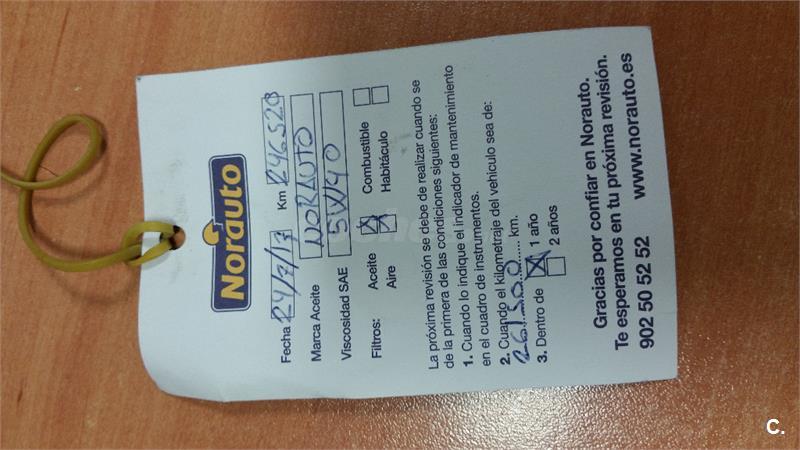 Norauto
Fecha 24/7/17 Km 246528
Marca Aceite NORAUTO
Viscosidad SAE 5W40
Filtros: Aceite Combustible
Aire Habitáculo
La próxima revisión se debe de realizar cuando se
de la primera de las condiciones siguientes:
1. Cuando lo indique el indicador de mantenimiento
en el cuadro de instrumentos.
2. Cuando el kilometraje del vehículo sea de:
261500 km.
3. Dentro de 1 año
2 años
Gracias por confiar en Norauto.
Te esperamos en tu próxima revisión.
902 50 52 52 www.norauto.es
C.